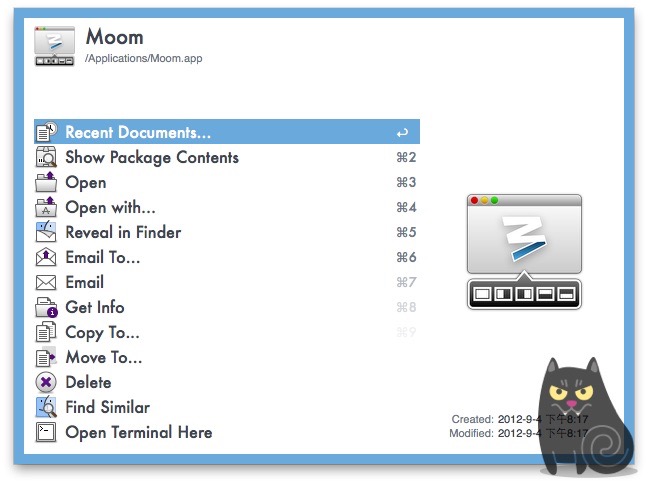 Moom
/Applications/Moom.app
Recent Documents... ↩
Show Package Contents ⌘2
Open ⌘3
Open with... ⌘4
Reveal in Finder ⌘5
Email To... ⌘6
Email ⌘7
Get Info ⌘8
Copy To... ⌘9
Move To...
Delete
Find Similar
Open Terminal Here
Created: 2012-9-4 下午8:17
Modified: 2012-9-4 下午8:17